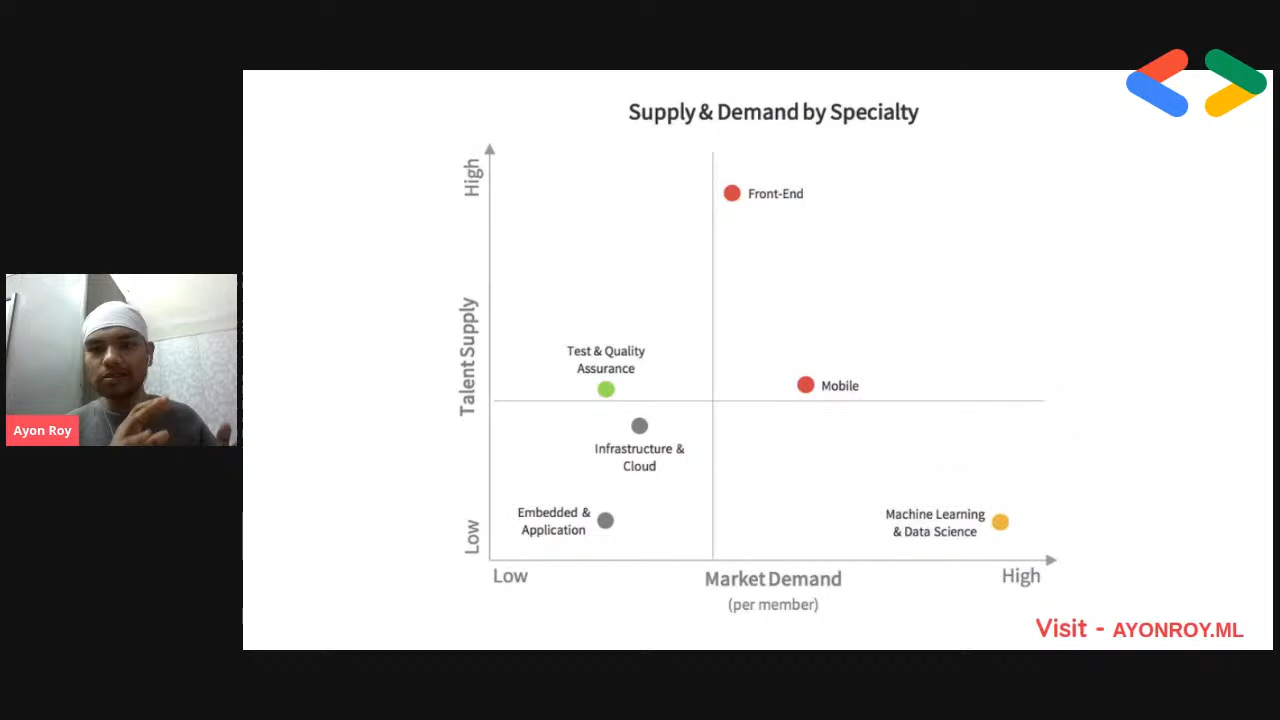 Supply & Demand by Specialty
High
Front-End
Talent Supply
Test & Quality
Assurance
Mobile
Infrastructure &
Cloud
Embedded &
Application
Machine Learning
& Data Science
Low
Low
Market Demand
High
(per member)
Ayon Roy
Visit - AYONROY.ML